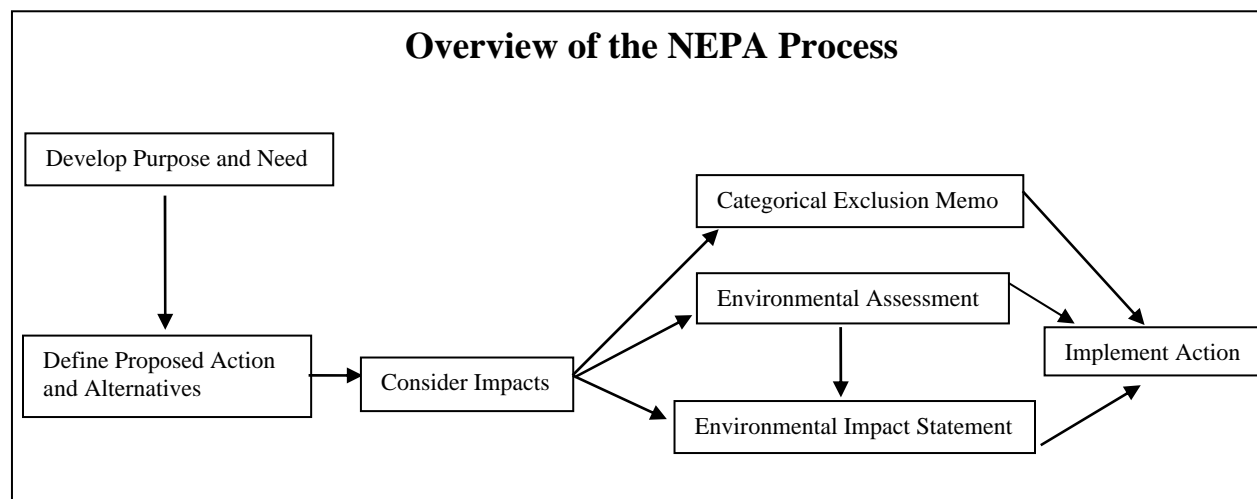 Overview of the NEPA Process
Develop Purpose and Need
Define Proposed Action
and Alternatives
Consider Impacts
Categorical Exclusion Memo
Environmental Assessment
Environmental Impact Statement
Implement Action